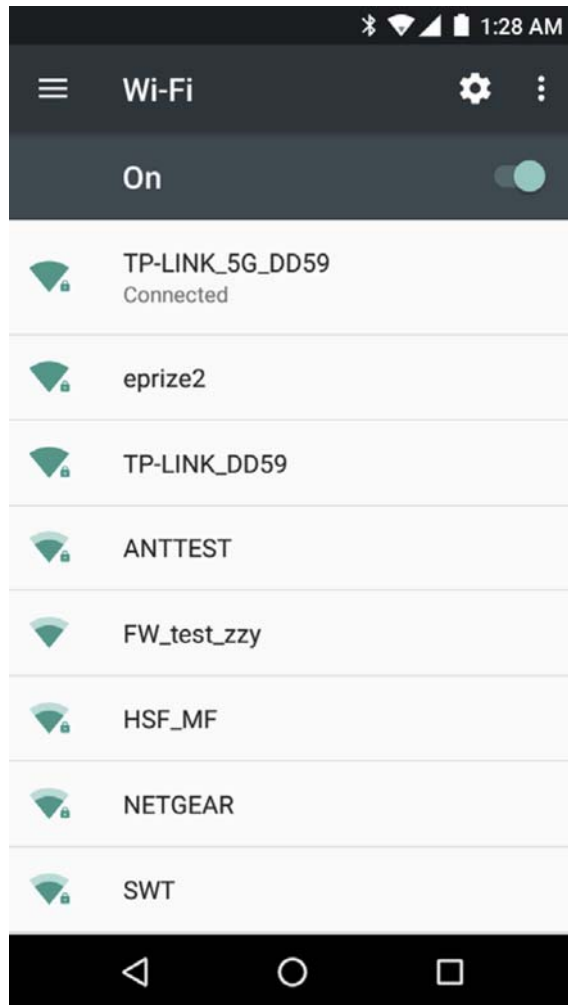 1:28 AM
Wi-Fi
On
TP-LINK_5G_DD59
Connected
eprize2
TP-LINK_DD59
ANTTEST
FW_test_zzy
HSF_MF
NETGEAR
SWT